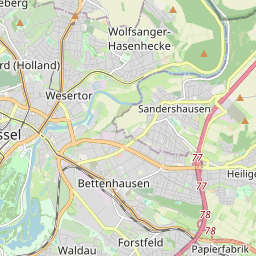 eberg
Wolfsanger-
Hasenhecke
rd (Holland)
Wesertor
Sandershausen
ssel
77
Heilige
77
Bettenhausen
78
78
Forstfeld
Waldau
Papierfabrik